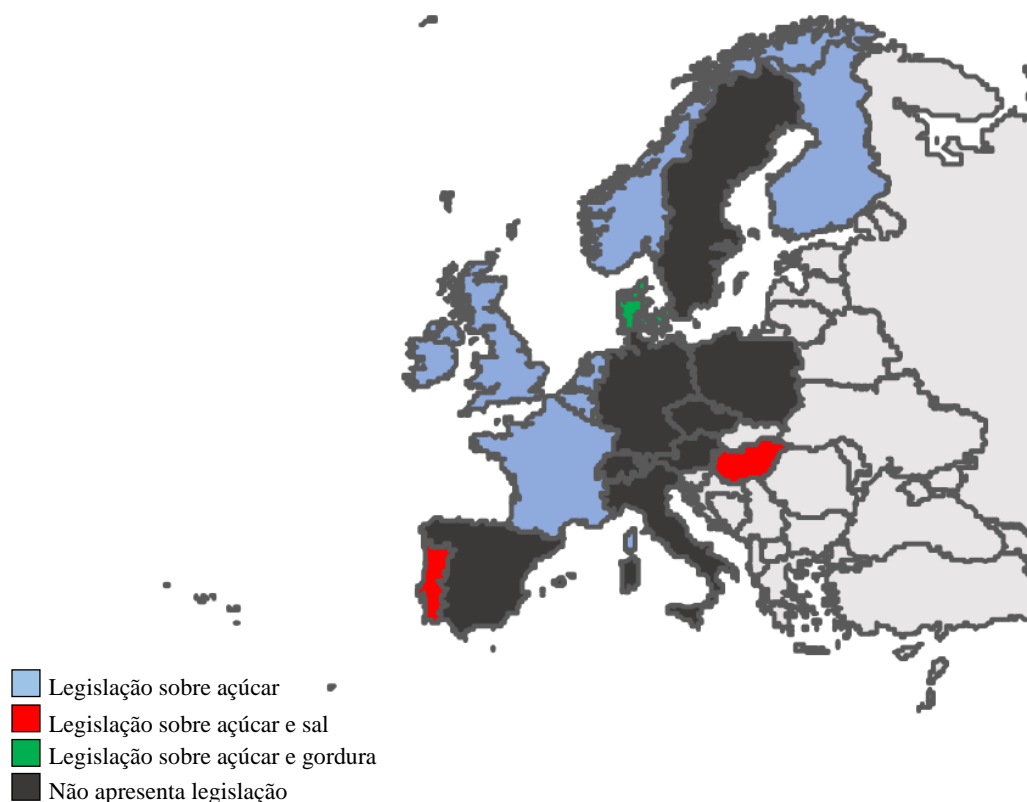 Legislação sobre açúcar
Legislação sobre açúcar e sal
Legislação sobre açúcar e gordura
Não apresenta legislação